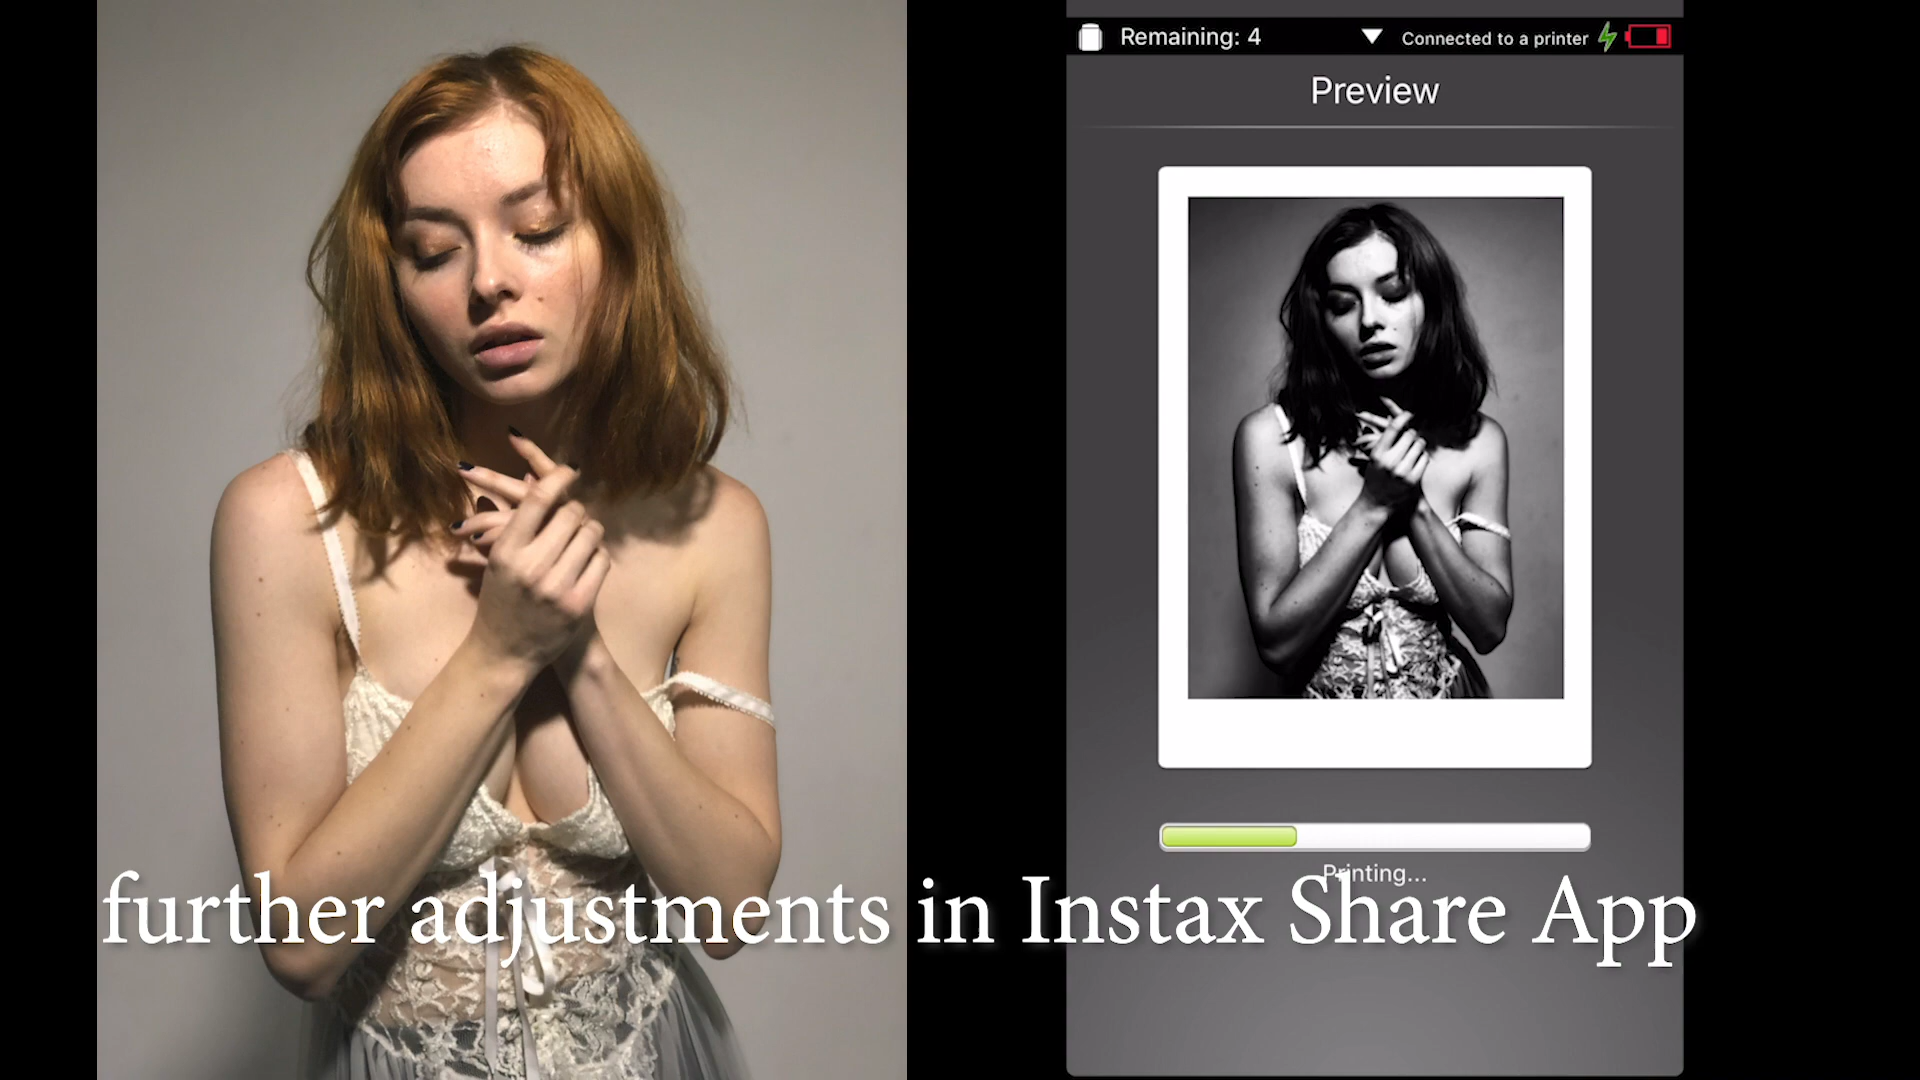 Remaining: 4
Connected to a printer
Preview
Printing...
further adjustments in Instax Share App